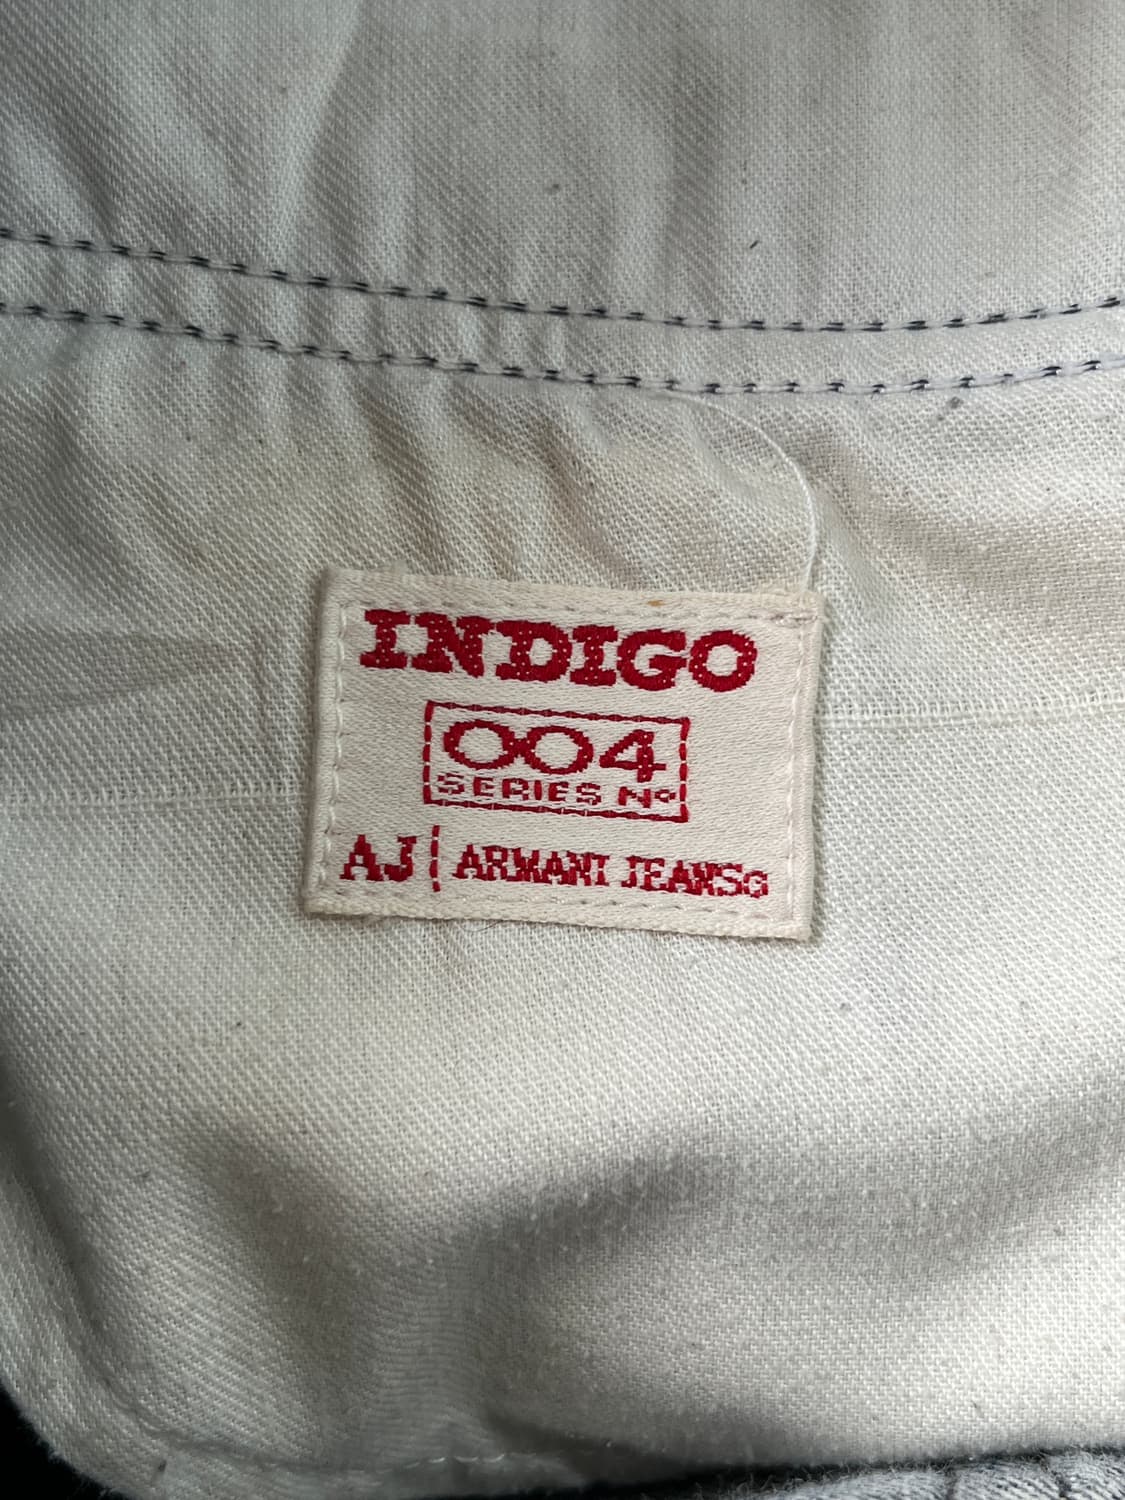 INDIGO
004
SERIES Nº
AJ | ARMANI JEANS